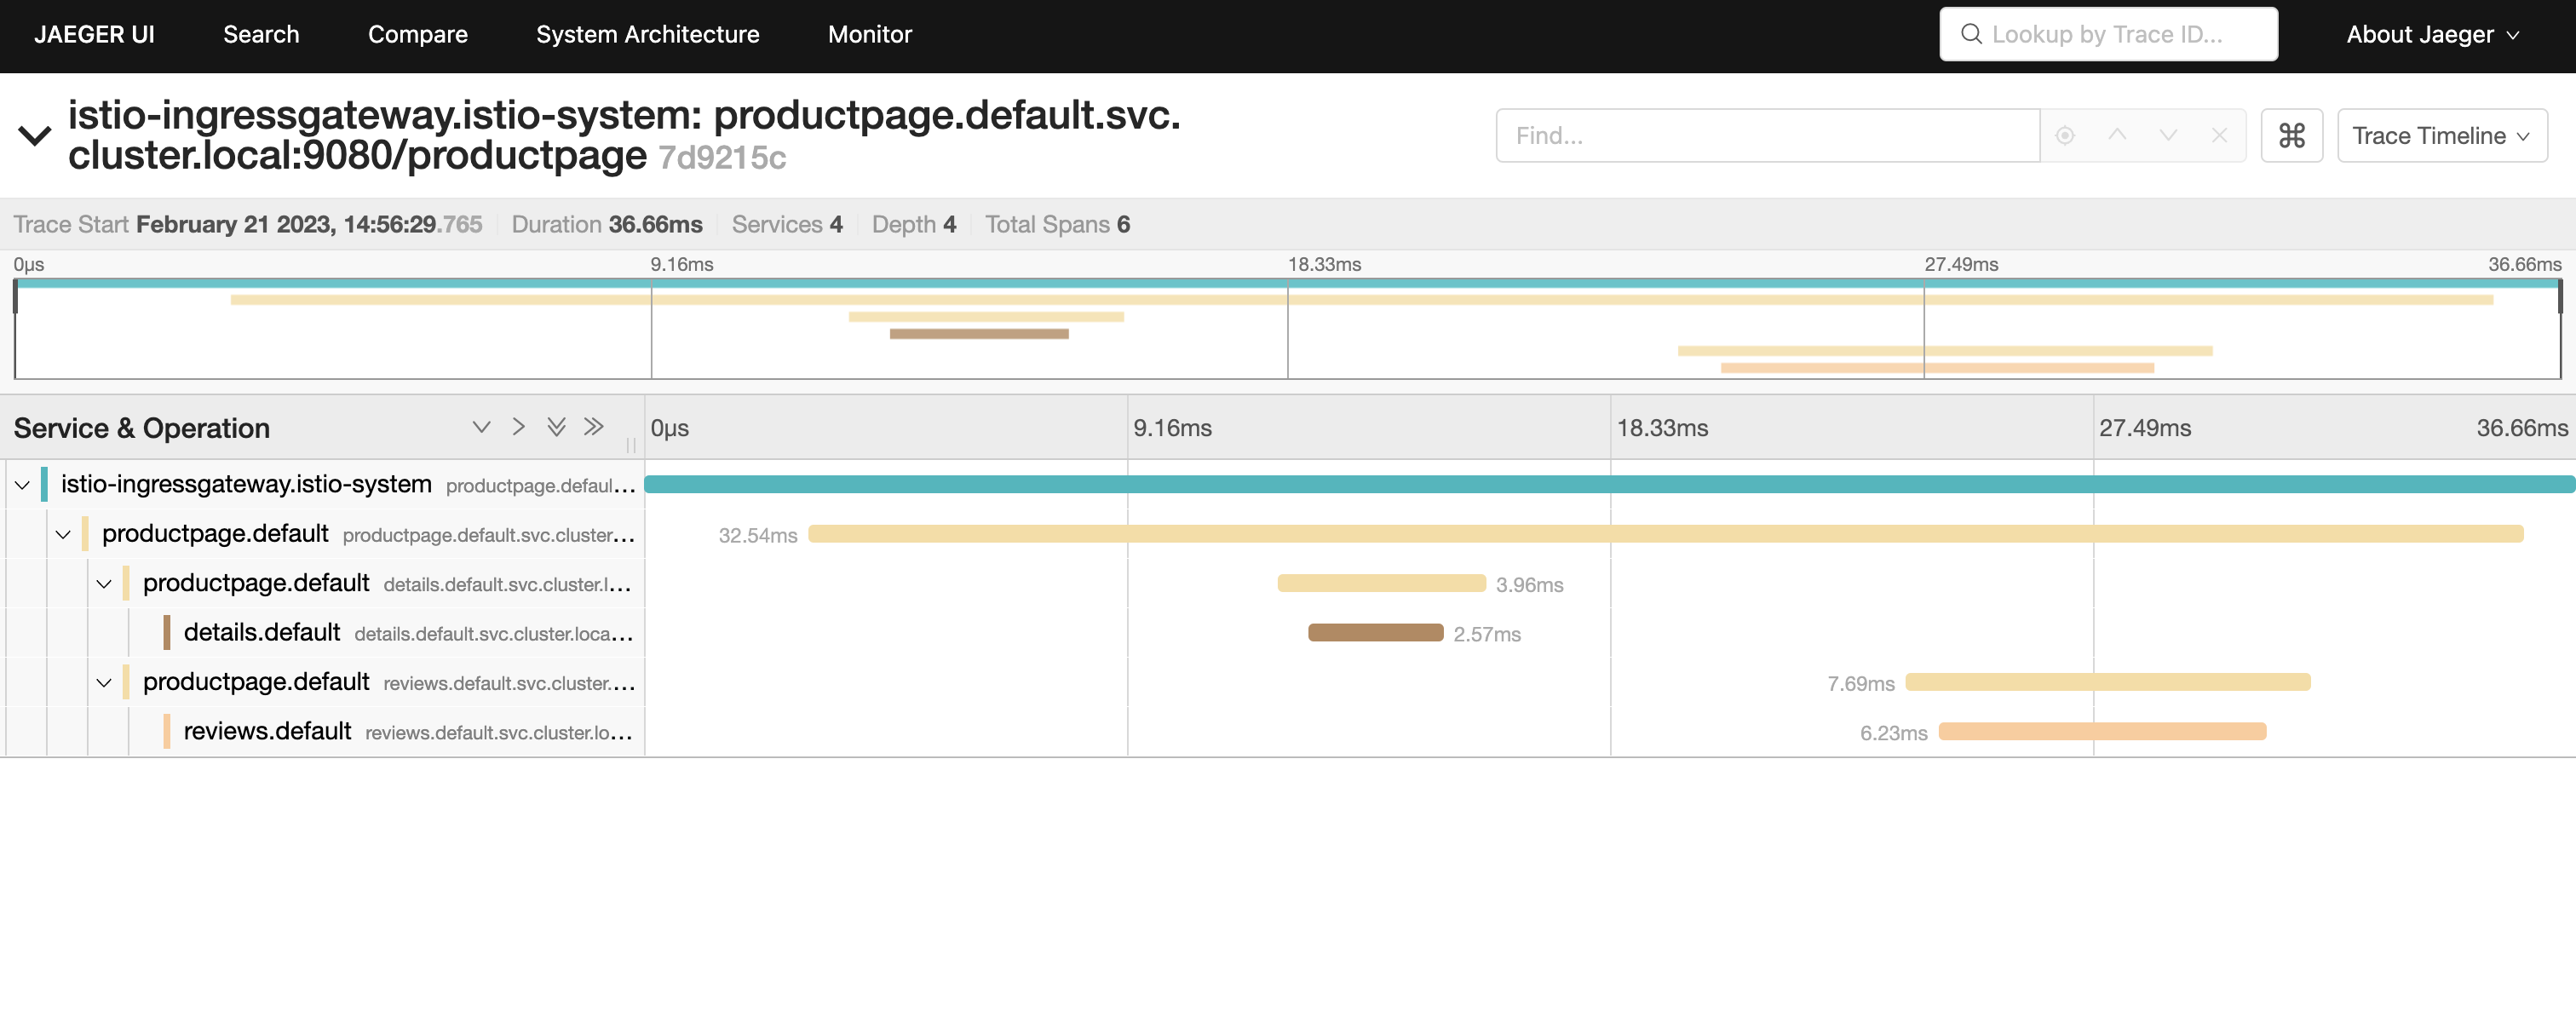 JAEGER UI Search Compare System Architecture Monitor Lookup by Trace ID... About Jaeger
istio-ingressgateway.istio-system: productpage.default.svc.
cluster.local:9080/productpage 7d9215c
Find... ⌘ Trace Timeline
Trace Start February 21 2023, 14:56:29.765 Duration 36.66ms Services 4 Depth 4 Total Spans 6
0μs 9.16ms 18.33ms 27.49ms 36.66ms
Service & Operation 0μs 9.16ms 18.33ms 27.49ms 36.66ms
istio-ingressgateway.istio-system productpage.defaul...
productpage.default productpage.default.svc.cluster... 32.54ms
productpage.default details.default.svc.cluster.l... 3.96ms
details.default details.default.svc.cluster.loca... 2.57ms
productpage.default reviews.default.svc.cluster.... 7.69ms
reviews.default reviews.default.svc.cluster.lo... 6.23ms